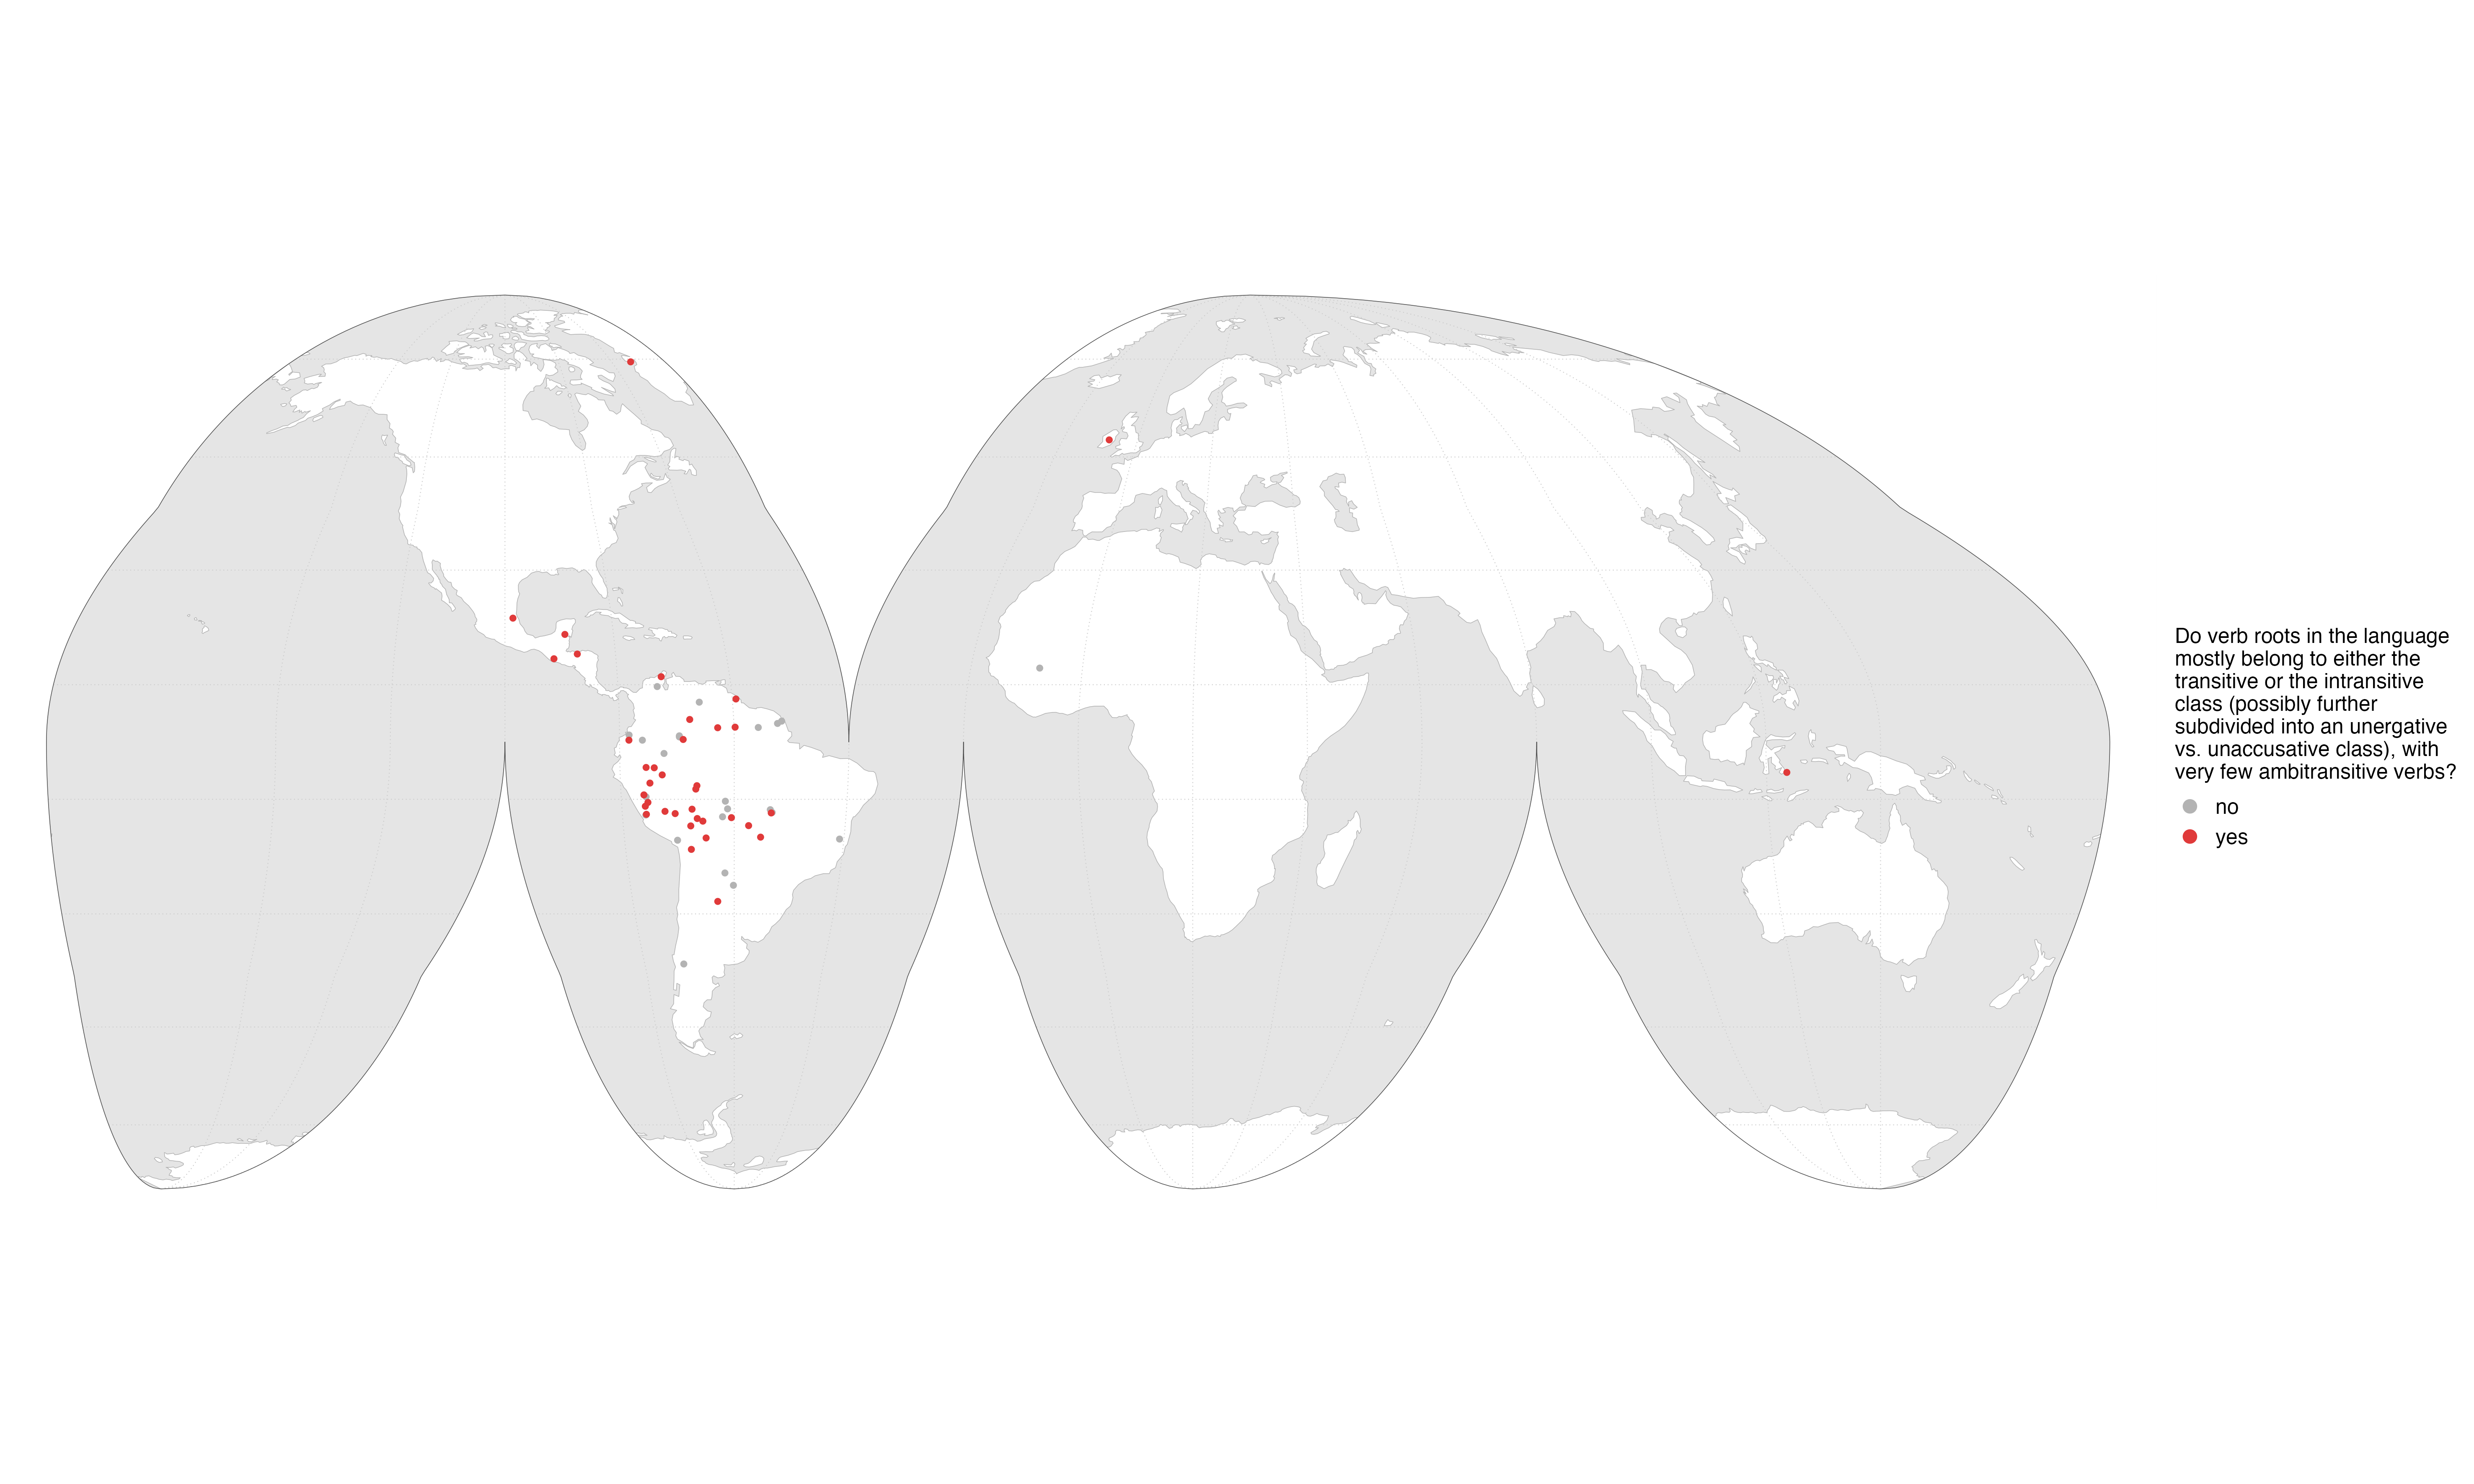 Do verb roots in the language
mostly belong to either the
transitive or the intransitive
class (possibly further
subdivided into an unergative
vs. unaccusative class), with
very few ambitransitive verbs?
no
yes